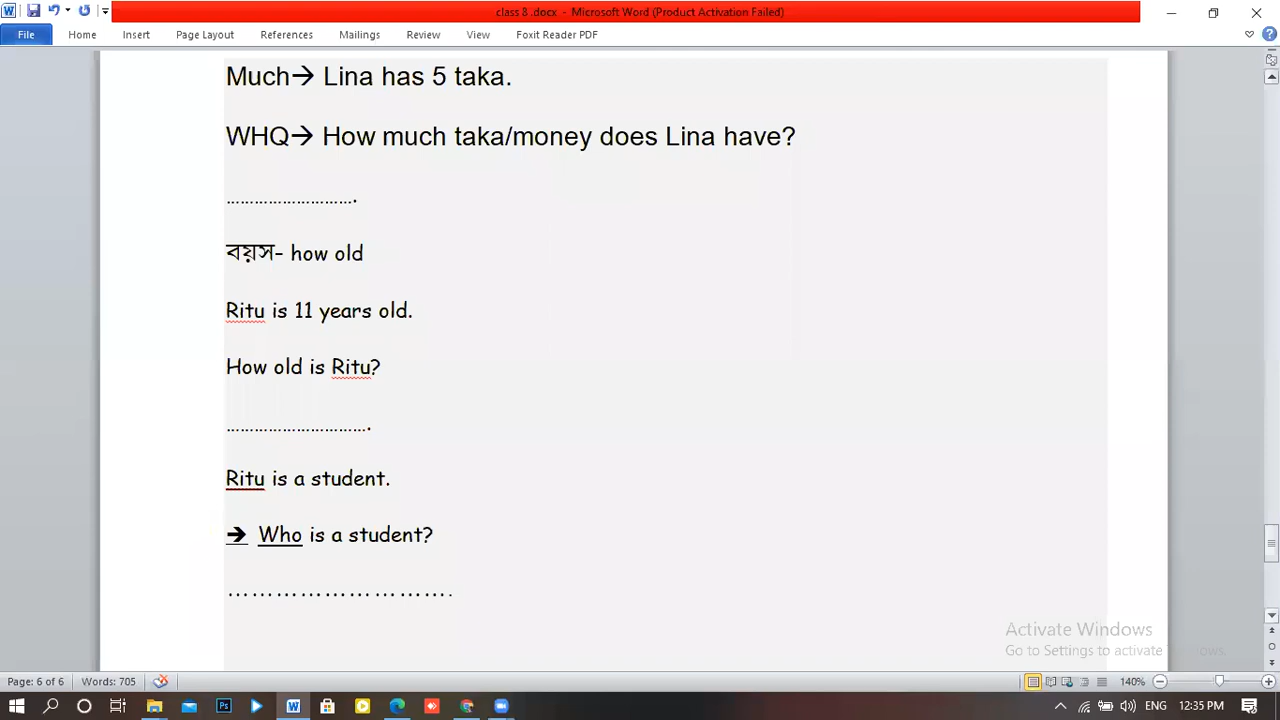 class 8 .docx - Microsoft Word (Product Activation Failed)
File Home Insert Page Layout References Mailings Review View Foxit Reader PDF
Much→ Lina has 5 taka.
WHQ→ How much taka/money does Lina have?
……………………….
বয়স- how old
Ritu is 11 years old.
How old is Ritu?
………………………….
Ritu is a student.
➔ Who is a student?
……………………….
Activate Windows
Go to Settings to activate Windows.
Page: 6 of 6 Words: 705 140%
ENG 12:35 PM